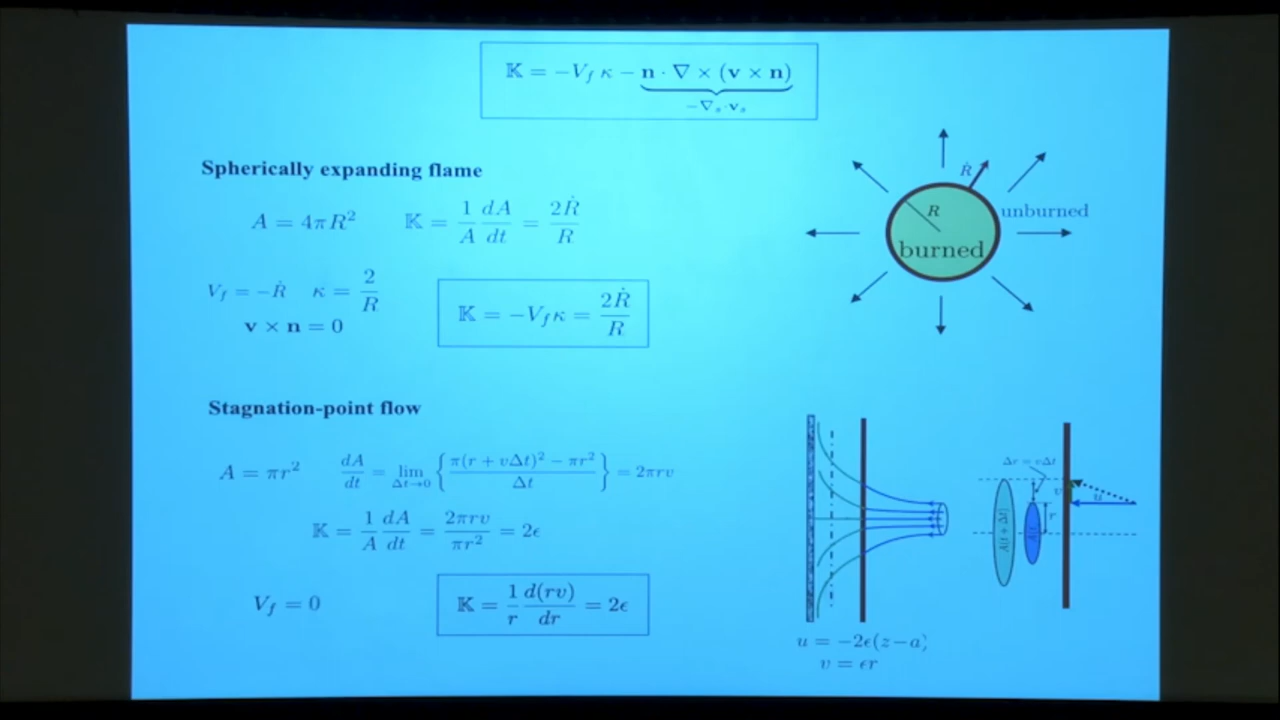 𝕂 = −V_f κ − n · ∇ × (v × n)
−∇_s · v_s
Spherically expanding flame
A = 4πR² 𝕂 = 1/A dA/dt = 2Ṙ/R
V_f = −Ṙ κ = 2/R
v × n = 0
𝕂 = −V_f κ = 2Ṙ/R
Ṙ
R
unburned
burned
Stagnation-point flow
A = πr² dA/dt = lim_{Δt→0} { π(r + vΔt)² − πr² / Δt } = 2πrv
𝕂 = 1/A dA/dt = 2πrv/πr² = 2ϵ
V_f = 0
𝕂 = 1/r d(rv)/dr = 2ϵ
u = −2ϵ(z−a)
v = ϵr
Δr = vΔt
A(t + Δt)
v
u
r